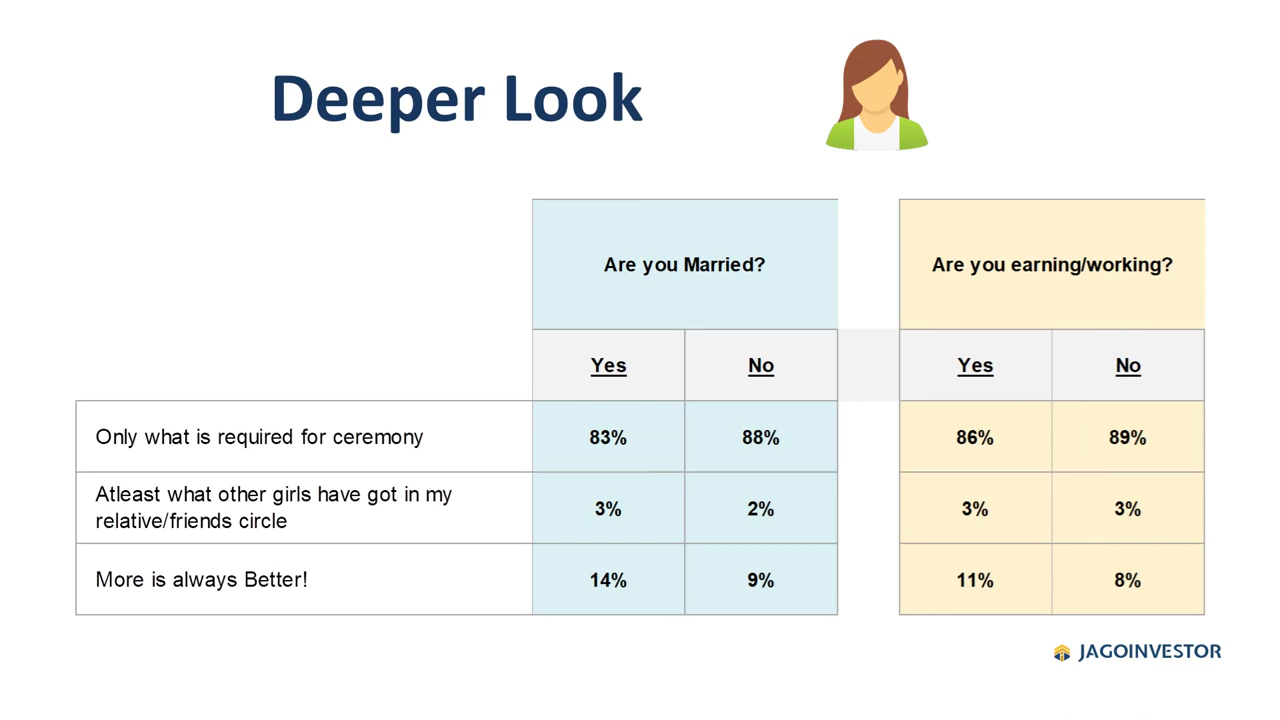 Deeper Look
Are you Married?
Are you earning/working?
Yes No Yes No
Only what is required for ceremony 83% 88% 86% 89%
Atleast what other girls have got in my
relative/friends circle 3% 2% 3% 3%
More is always Better! 14% 9% 11% 8%
JAGOINVESTOR